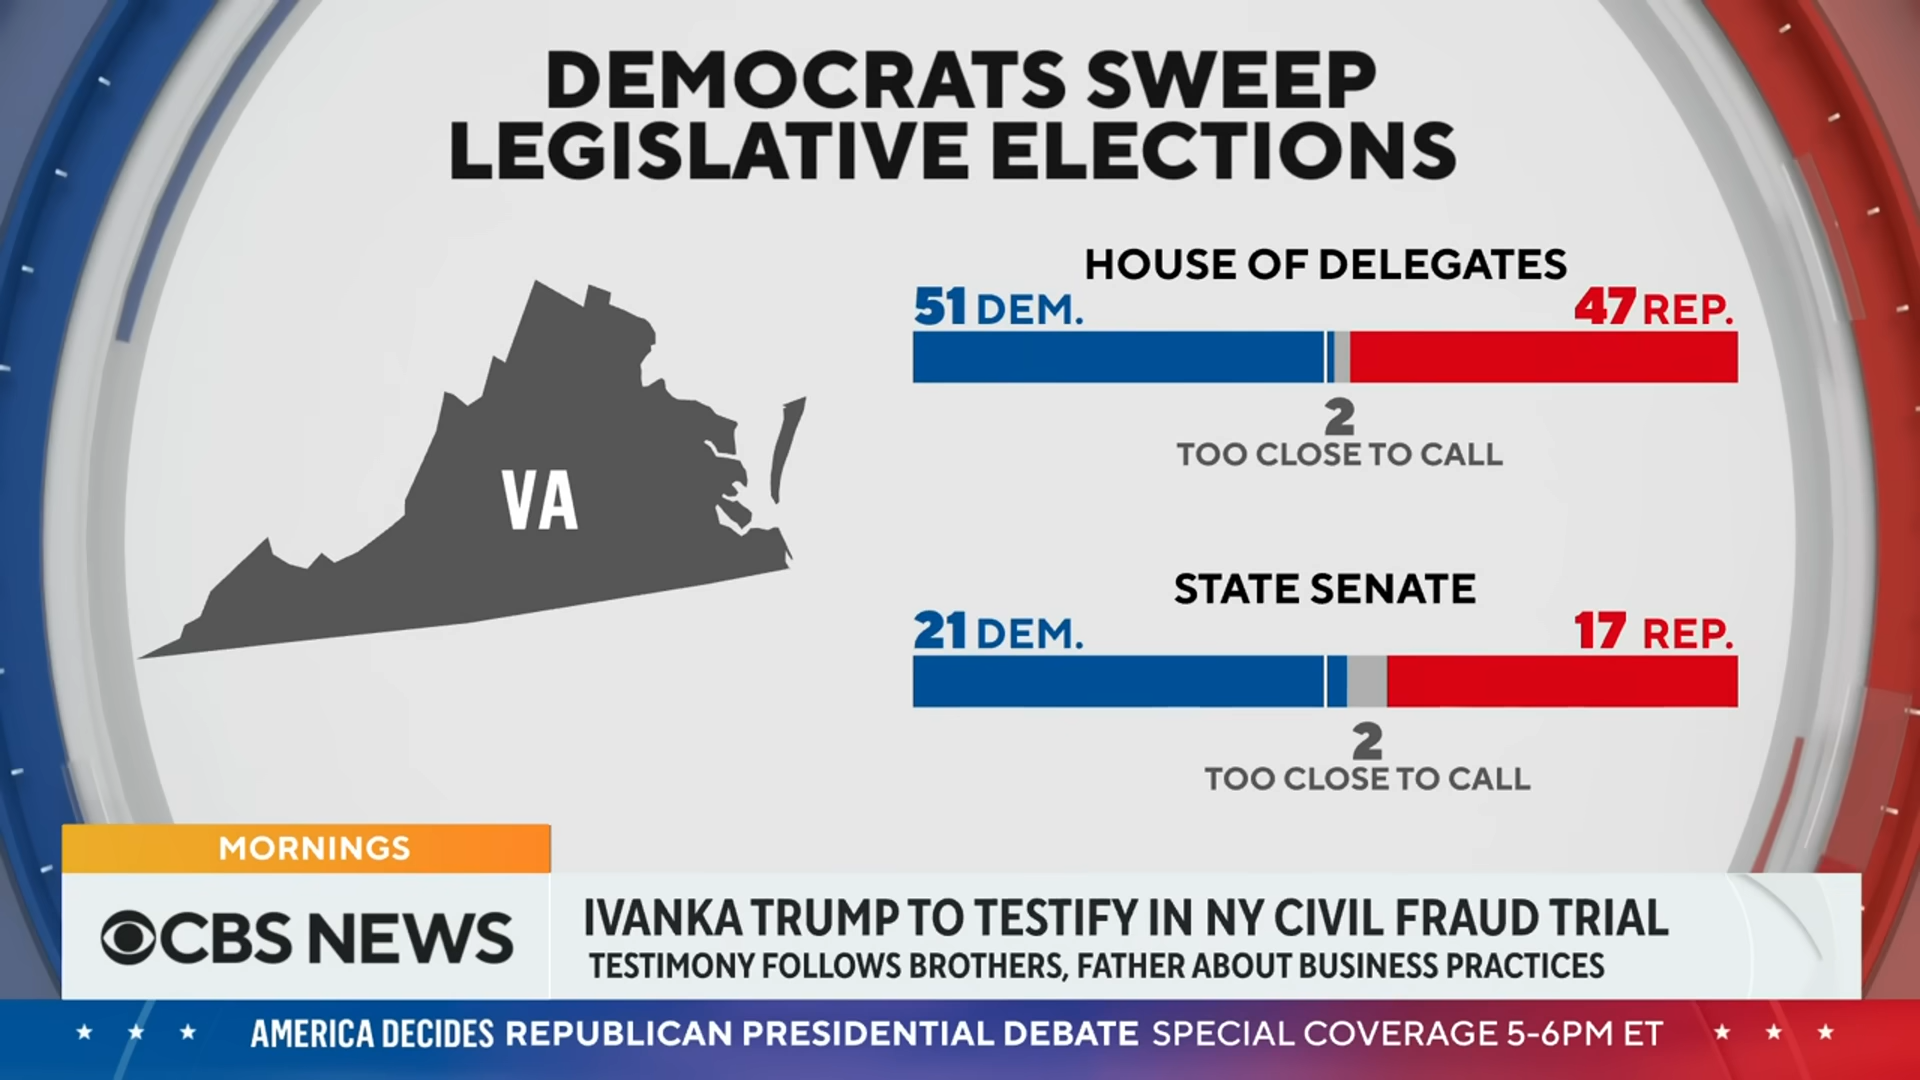 DEMOCRATS SWEEP
LEGISLATIVE ELECTIONS
VA
HOUSE OF DELEGATES
51 DEM.
47 REP.
2
TOO CLOSE TO CALL
STATE SENATE
21 DEM.
17 REP.
2
TOO CLOSE TO CALL
MORNINGS
CBS NEWS
IVANKA TRUMP TO TESTIFY IN NY CIVIL FRAUD TRIAL
TESTIMONY FOLLOWS BROTHERS, FATHER ABOUT BUSINESS PRACTICES
AMERICA DECIDES REPUBLICAN PRESIDENTIAL DEBATE SPECIAL COVERAGE 5-6PM ET